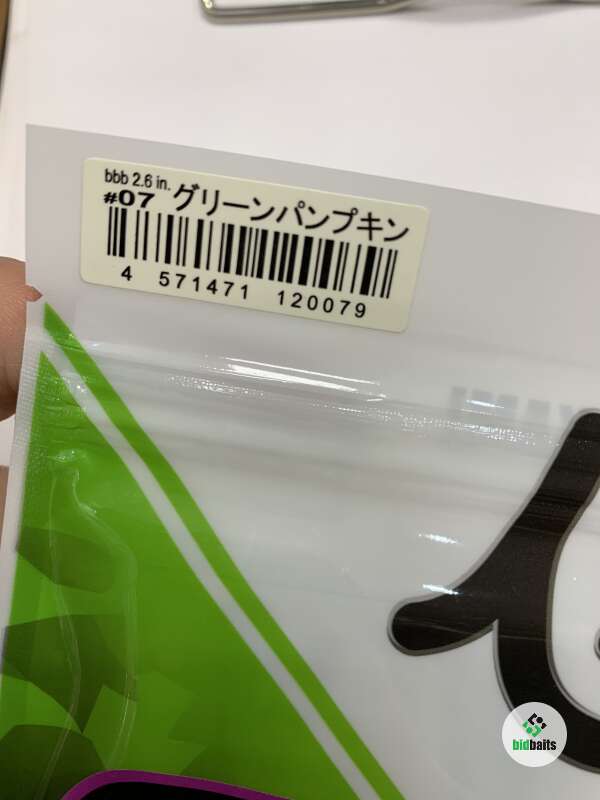 bbb 2.6 in.
#07 グリーンパンプキン
4 571471 120079
bidbaits